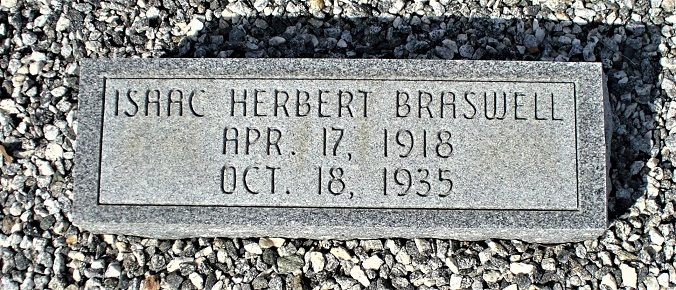 ISAAC HERBERT BRASWELL
APR. 17, 1918
OCT. 18, 1935